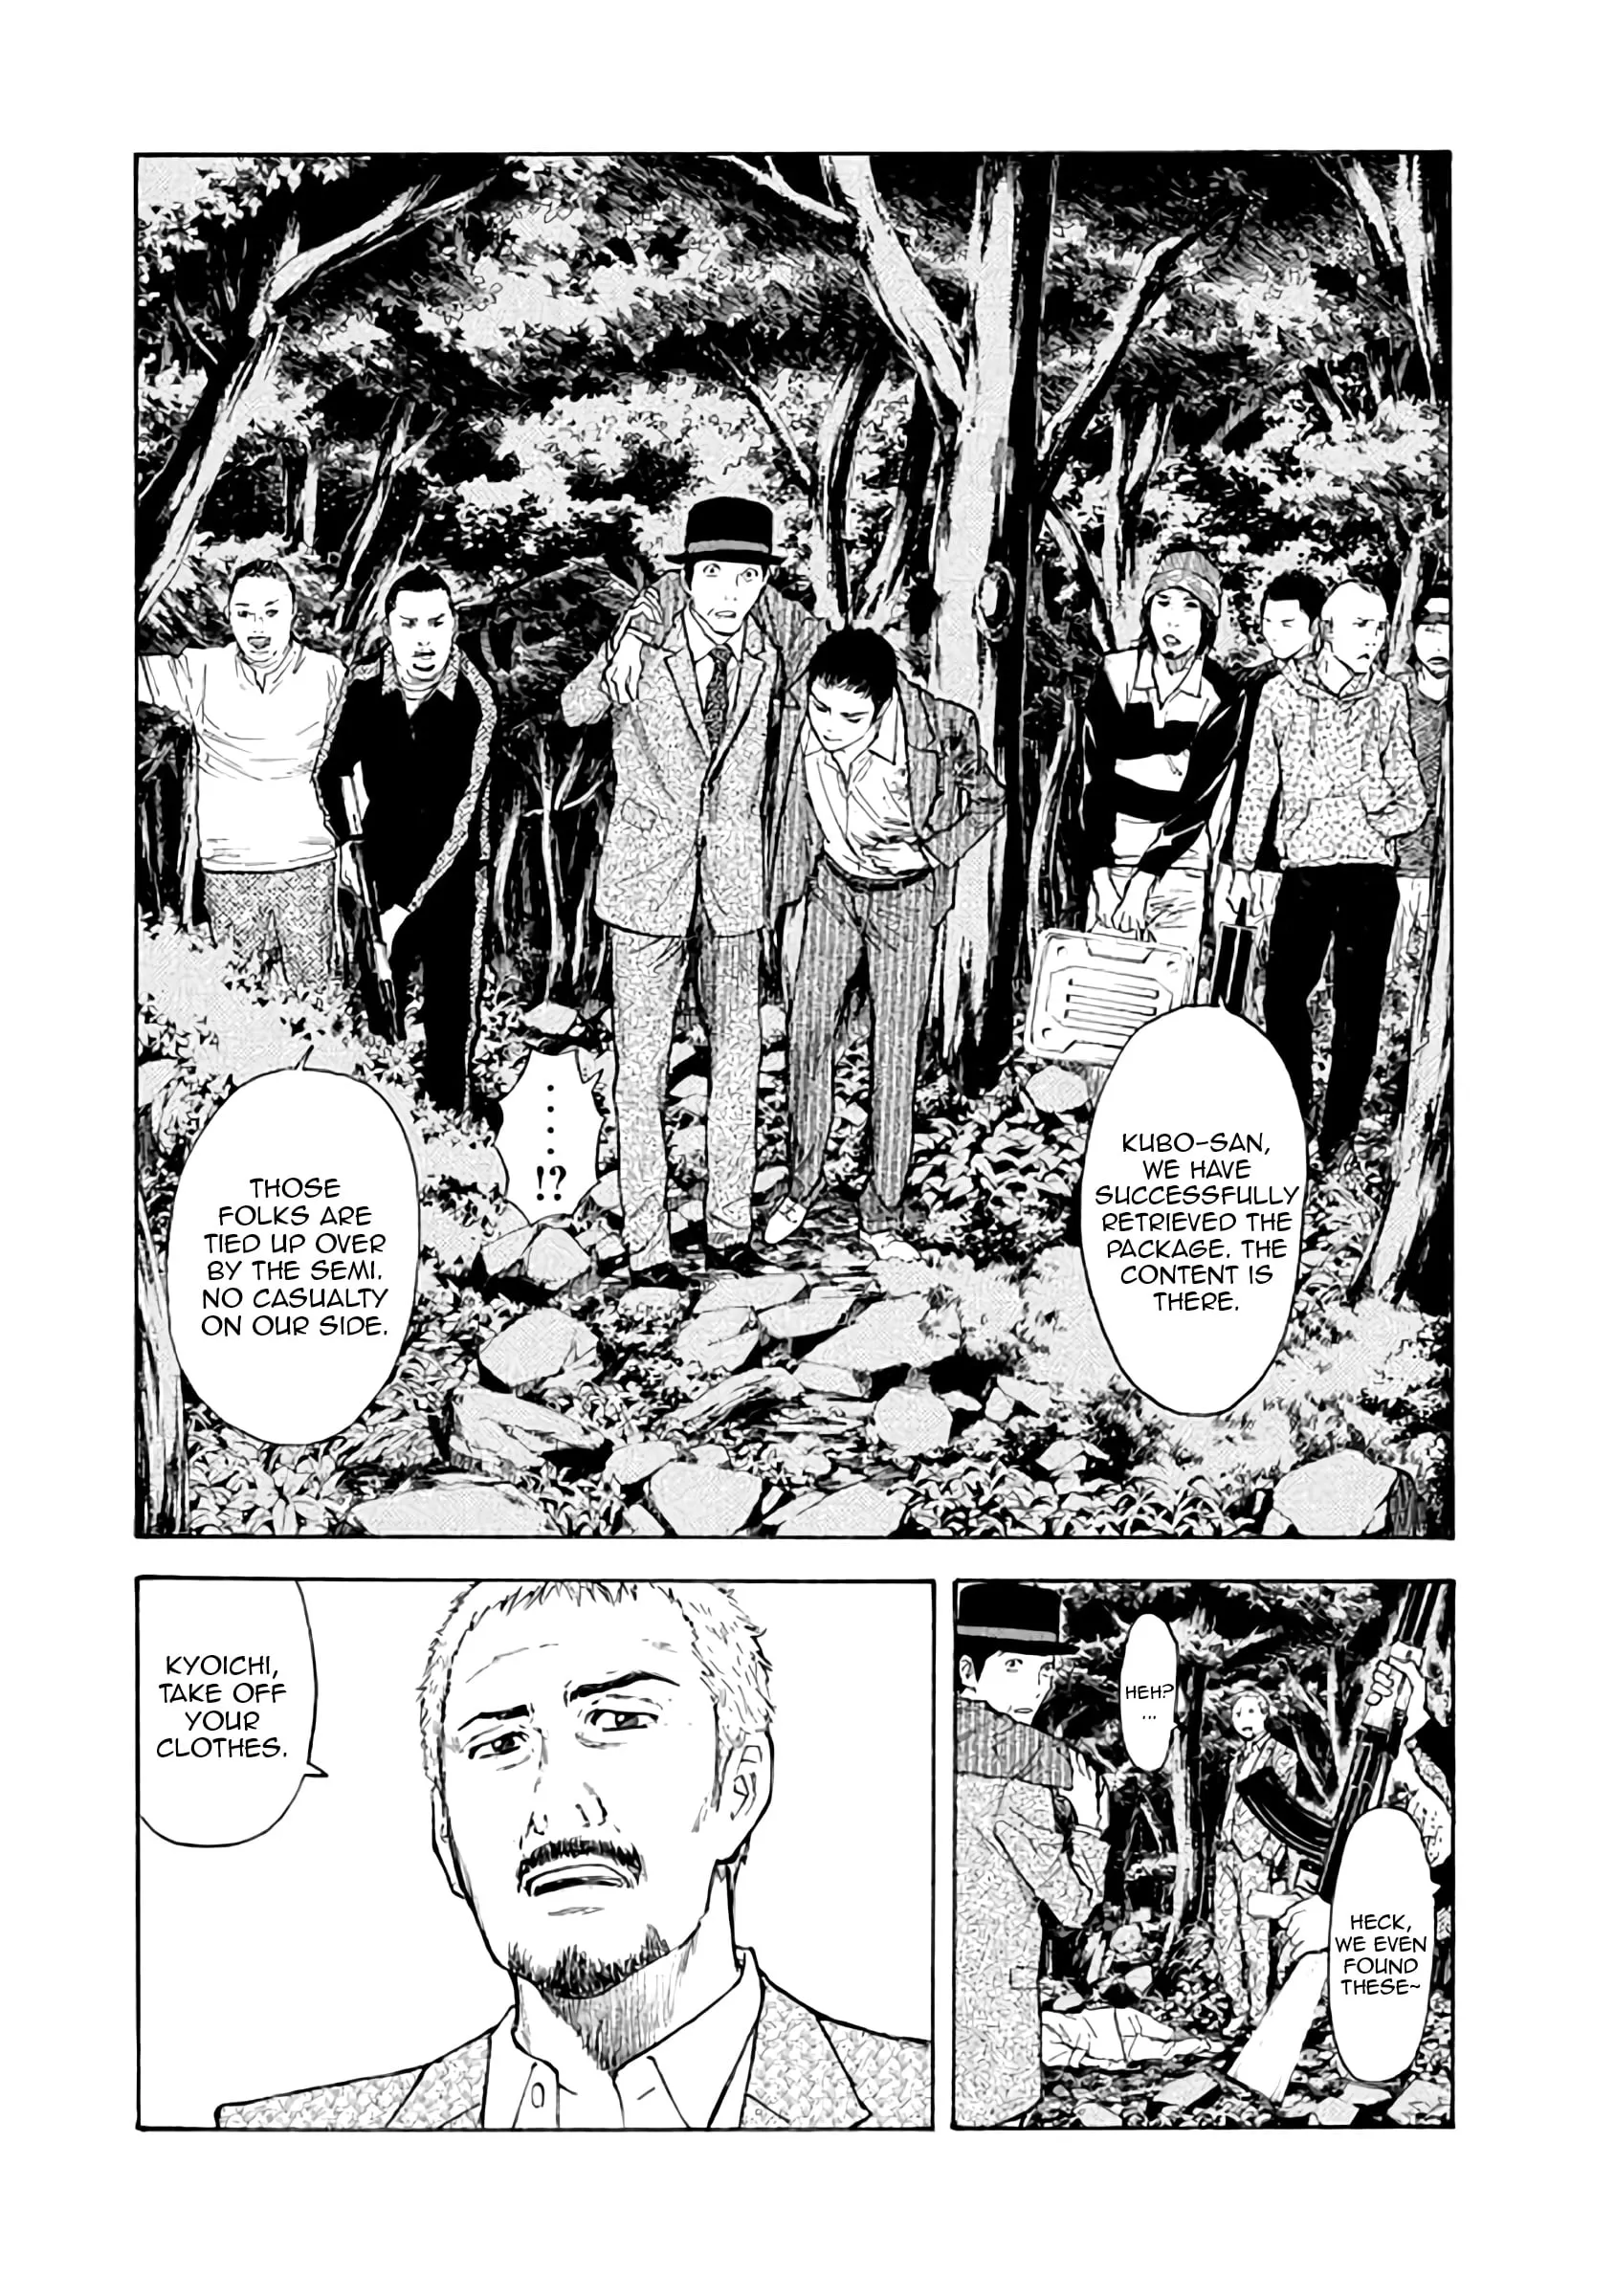 KUBO-SAN,
WE HAVE
SUCCESSFULLY
RETRIEVED THE
PACKAGE. THE
CONTENT IS
THERE.
....!?
THOSE
FOLKS ARE
TIED UP OVER
BY THE SEMI.
NO CASUALTY
ON OUR SIDE.
HEH?
...
HECK,
WE EVEN
FOUND
THESE~
KYOICHI,
TAKE OFF
YOUR
CLOTHES.